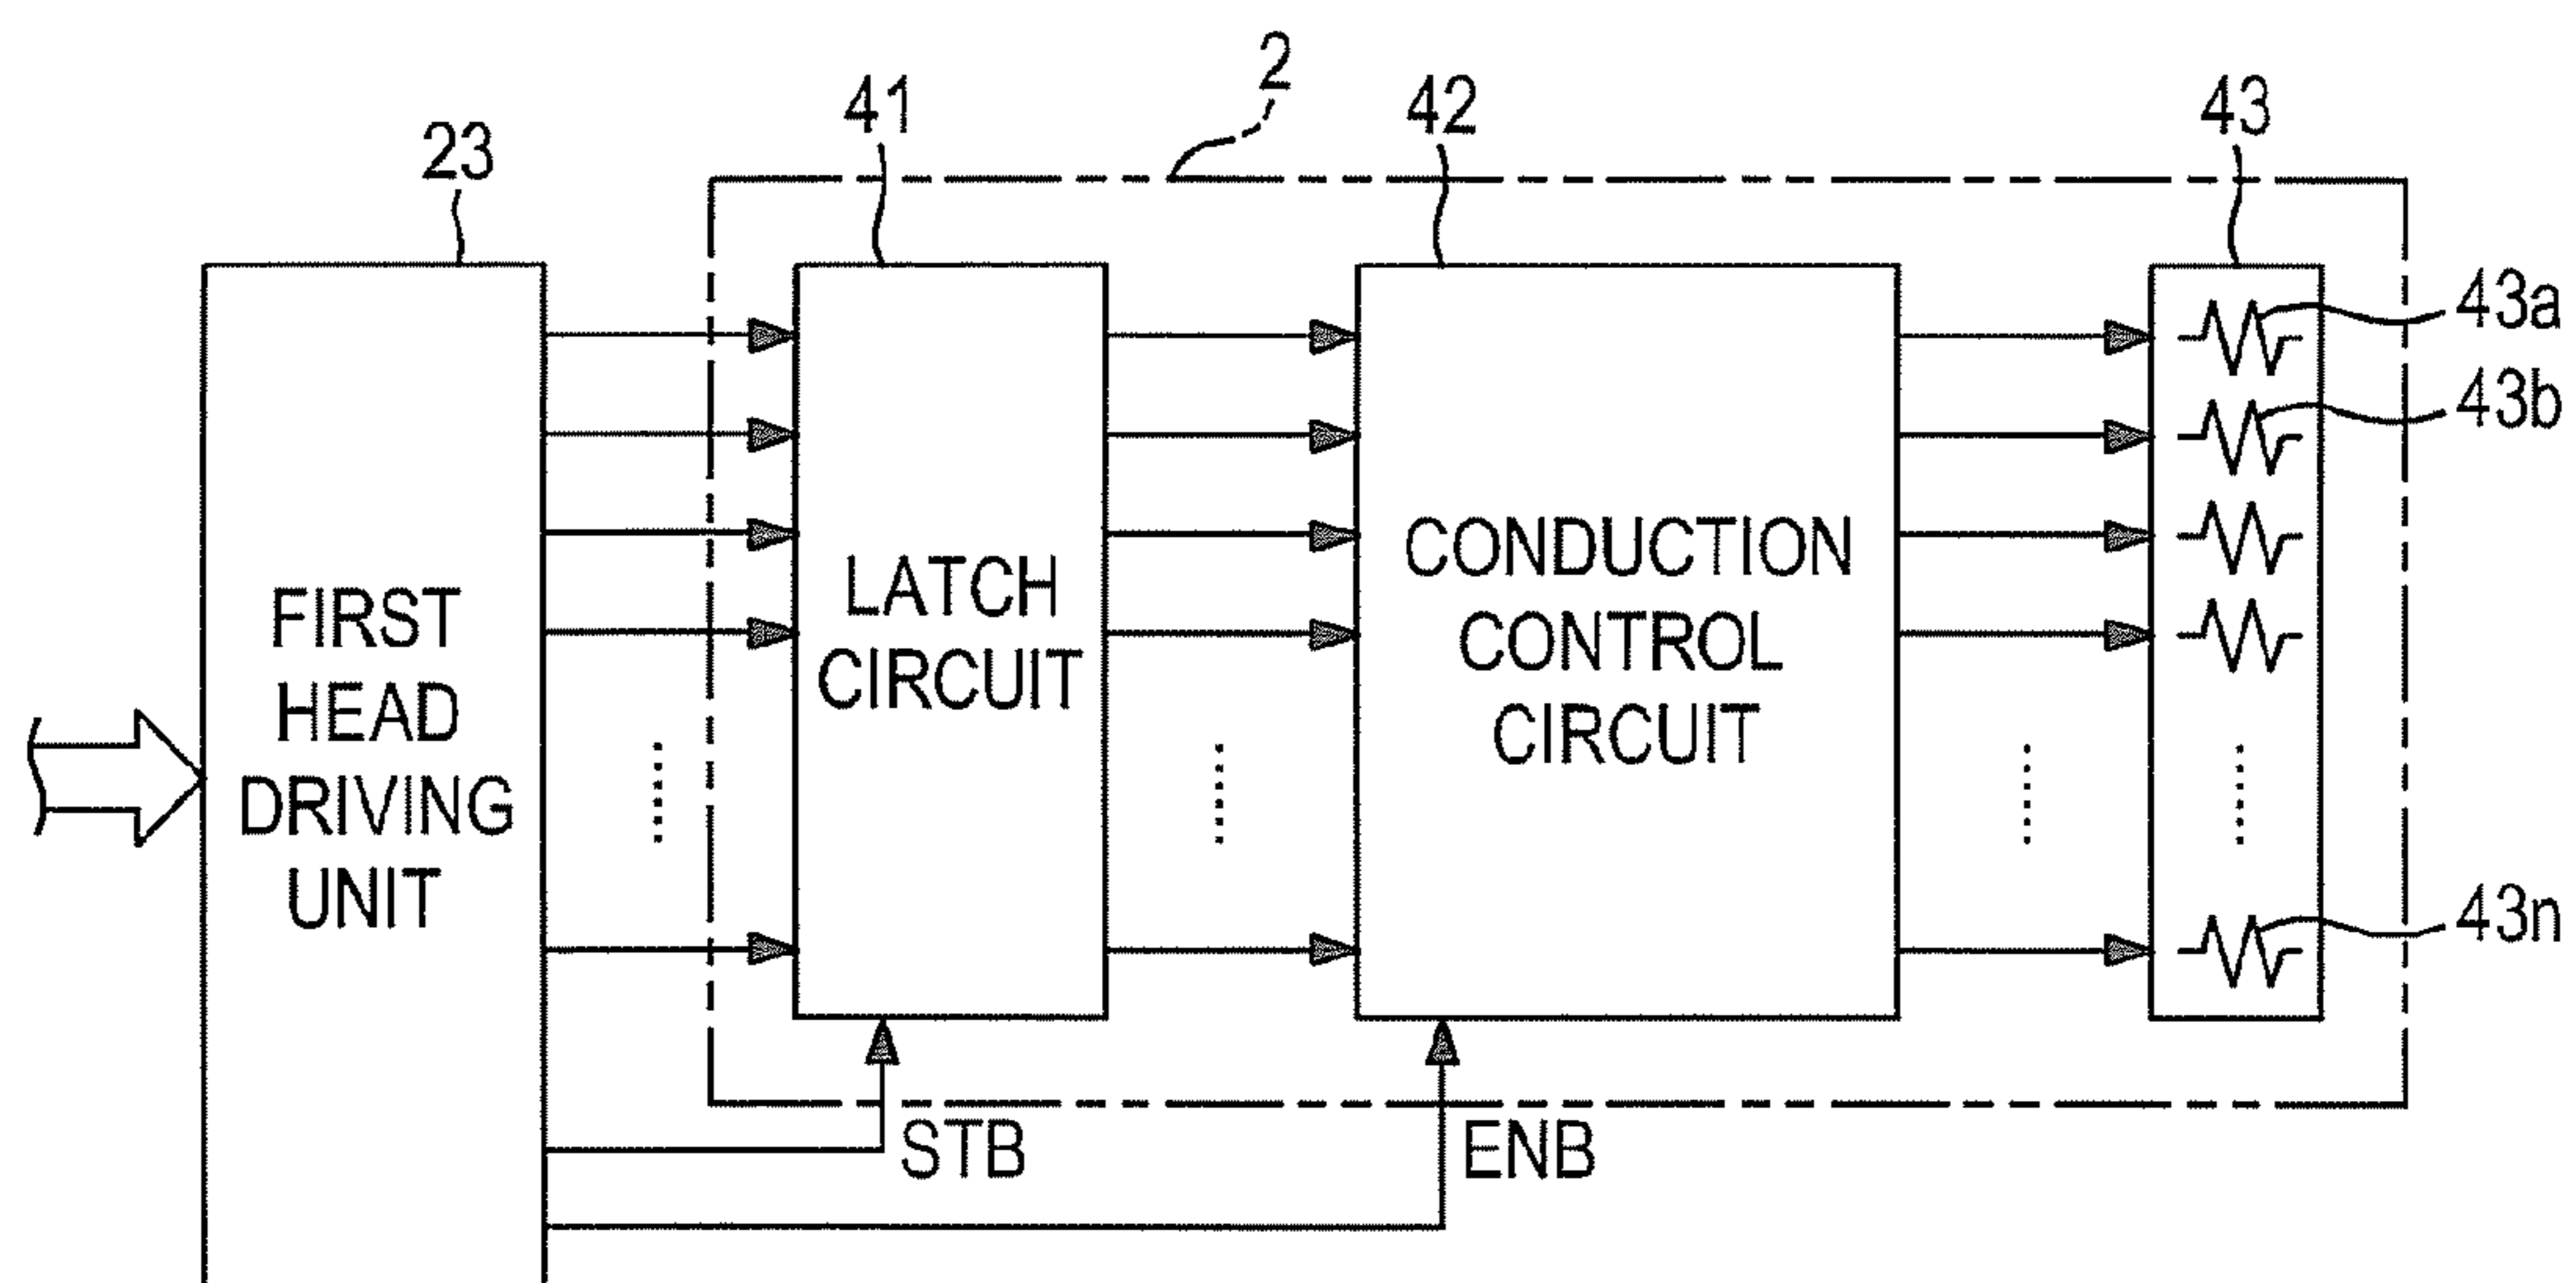 2
41
42
43
23
43a
43b
FIRST
HEAD
DRIVING
UNIT
LATCH
CIRCUIT
CONDUCTION
CONTROL
CIRCUIT
43n
STB
ENB